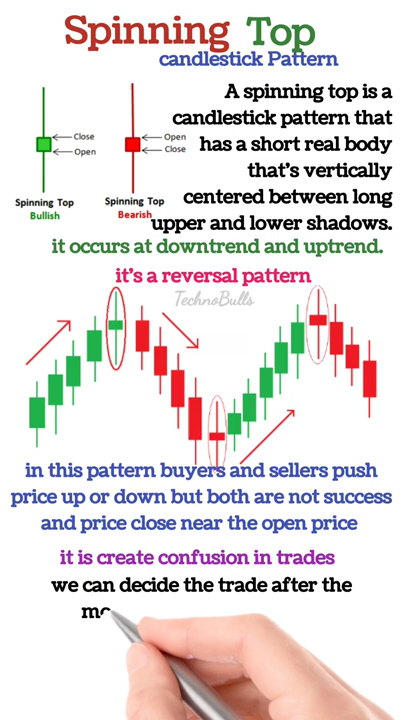 Spinning Top
candlestick Pattern
A spinning top is a
candlestick pattern that
has a short real body
that's vertically
centered between long
upper and lower shadows.
Close
Open
Spinning Top
Bullish
Open
Close
Spinning Top
Bearish
it occurs at downtrend and uptrend.
it's a reversal pattern
TechnoBulls
in this pattern buyers and sellers push
price up or down but both are not success
and price close near the open price
it is create confusion in trades
we can decide the trade after the